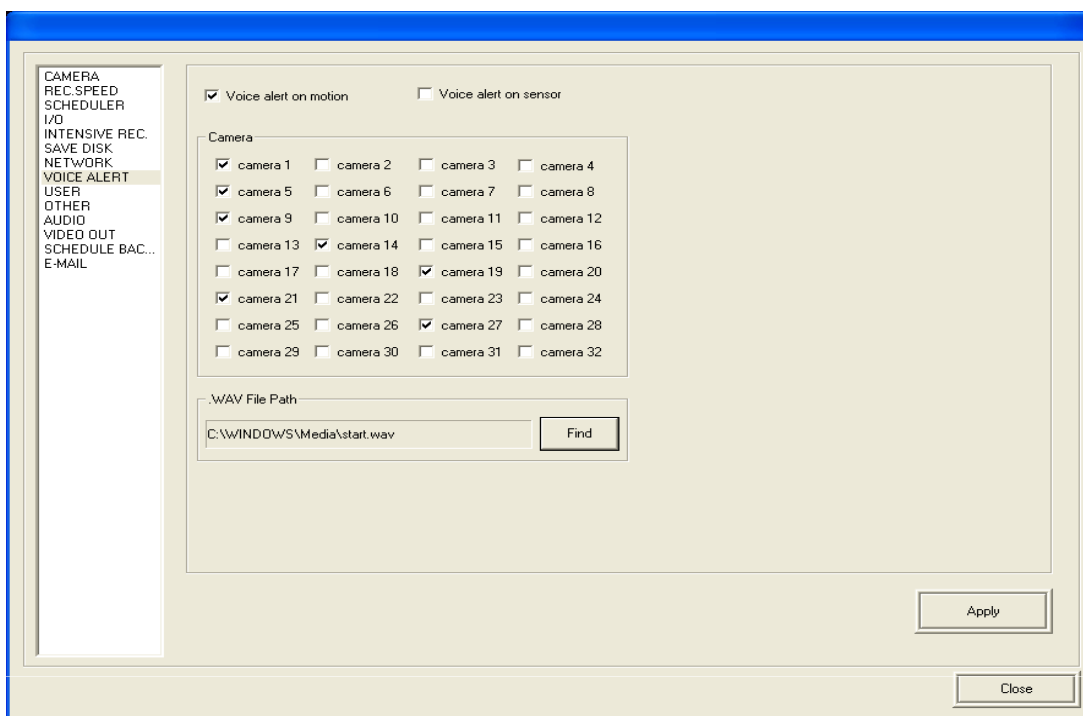 CAMERA
REC.SPEED
SCHEDULER
I/O
INTENSIVE REC.
SAVE DISK
NETWORK
VOICE ALERT
USER
OTHER
AUDIO
VIDEO OUT
SCHEDULE BAC...
E-MAIL
Voice alert on motion Voice alert on sensor
Camera
camera 1 camera 2 camera 3 camera 4
camera 5 camera 6 camera 7 camera 8
camera 9 camera 10 camera 11 camera 12
camera 13 camera 14 camera 15 camera 16
camera 17 camera 18 camera 19 camera 20
camera 21 camera 22 camera 23 camera 24
camera 25 camera 26 camera 27 camera 28
camera 29 camera 30 camera 31 camera 32
.WAV File Path
C:\WINDOWS\Media\start.wav Find
Apply
Close